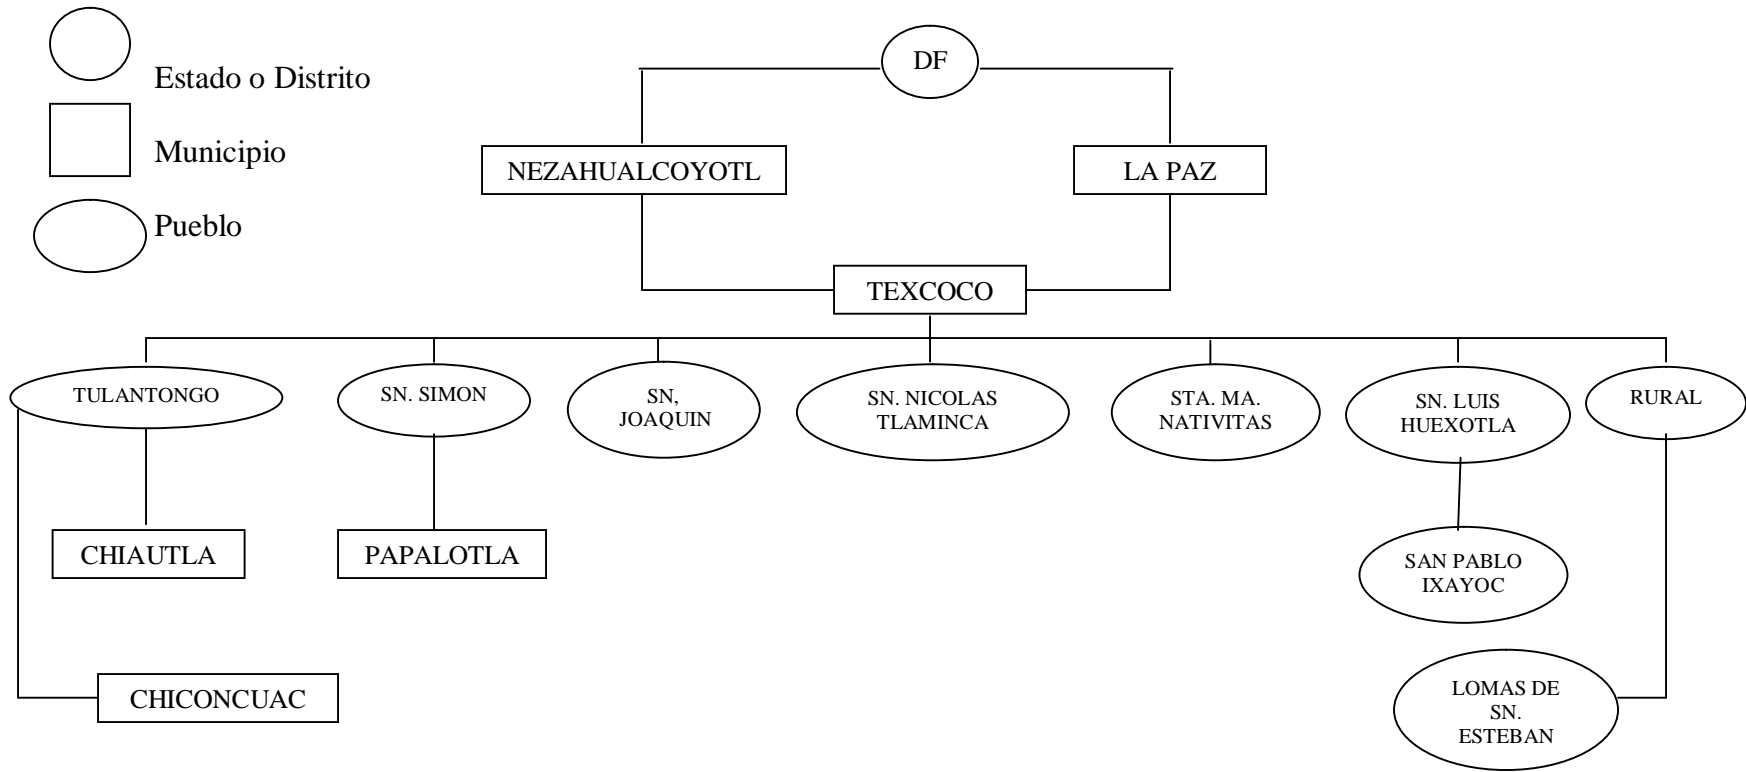 DF
Estado o Distrito
Municipio
Pueblo
NEZAHUALCOYOTL
LA PAZ
TEXCOCO
TULANTONGO
SN. SIMON
SN,
JOAQUIN
SN. NICOLAS
TLAMINCA
STA. MA.
NATIVITAS
SN. LUIS
HUEXOTLA
RURAL
CHIAUTLA
PAPALOTLA
SAN PABLO
IXAYOC
CHICONCUAC
LOMAS DE
SN.
ESTEBAN